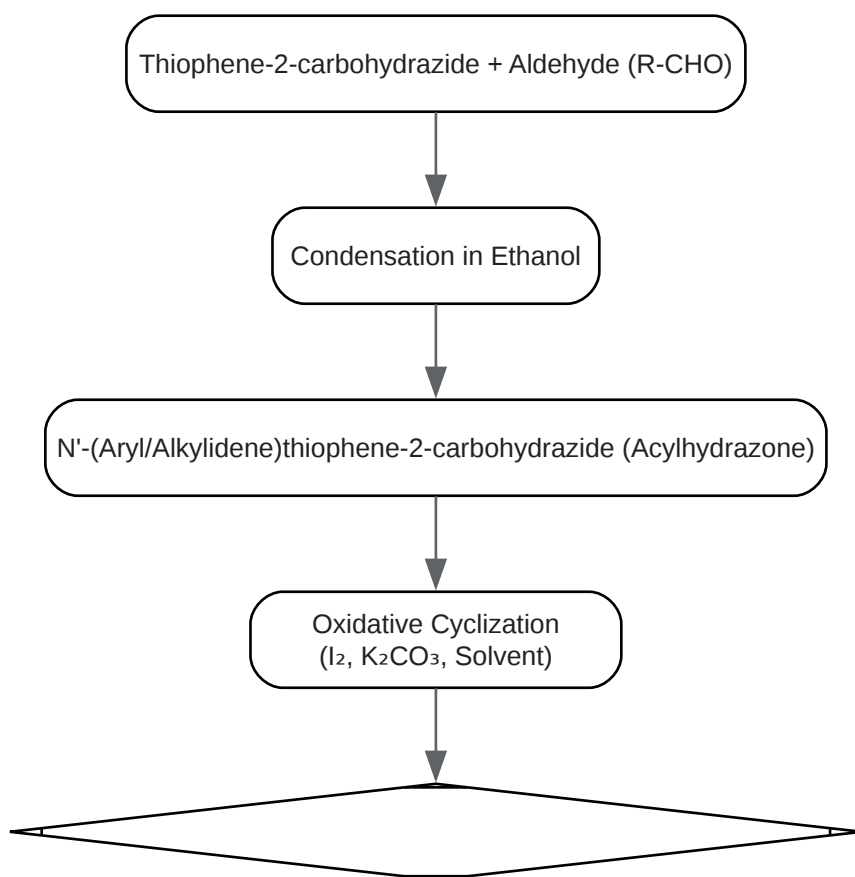 Thiophene-2-carbohydrazide + Aldehyde (R-CHO)
Condensation in Ethanol
N'-(Aryl/Alkylidene)thiophene-2-carbohydrazide (Acylhydrazone)
Oxidative Cyclization
(I₂, K₂CO₃, Solvent)